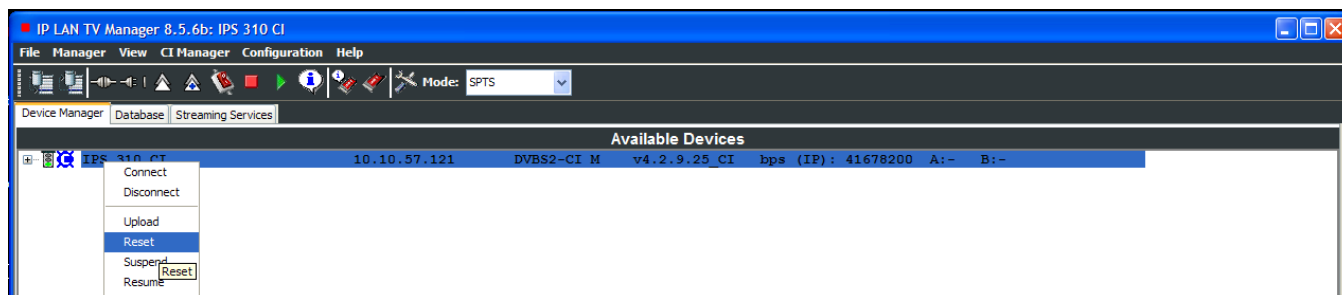 IP LAN TV Manager 8.5.6b: IPS 310 CI
File Manager View CI Manager Configuration Help
Mode: SPTS
Device Manager Database Streaming Services
Available Devices
IPS 310 CI 10.10.57.121 DVBS2-CI M v4.2.9.25_CI bps (IP): 41678200 A:- B:-
Connect
Disconnect
Upload
Reset
Suspend
Reset
Resume